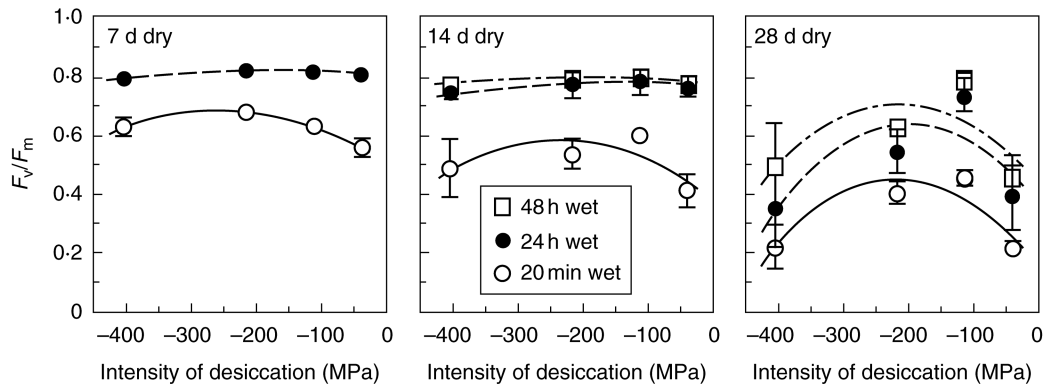 7 d dry
14 d dry
28 d dry
1·0
0·8
0·6
0·4
0·2
0
Fv/Fm
48 h wet
24 h wet
20 min wet
−400 −300 −200 −100 0
−400 −300 −200 −100 0
−400 −300 −200 −100 0
Intensity of desiccation (MPa)
Intensity of desiccation (MPa)
Intensity of desiccation (MPa)